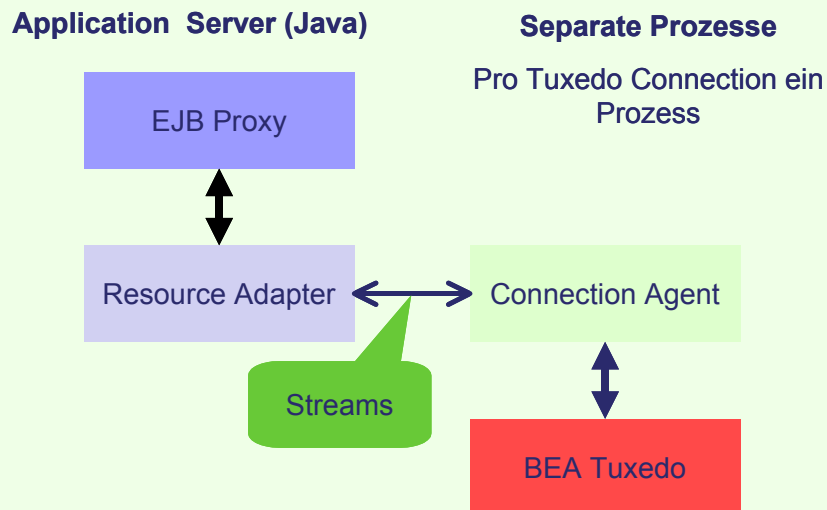 Application Server (Java)
Separate Prozesse
Pro Tuxedo Connection ein
Prozess
EJB Proxy
Resource Adapter
Connection Agent
Streams
BEA Tuxedo